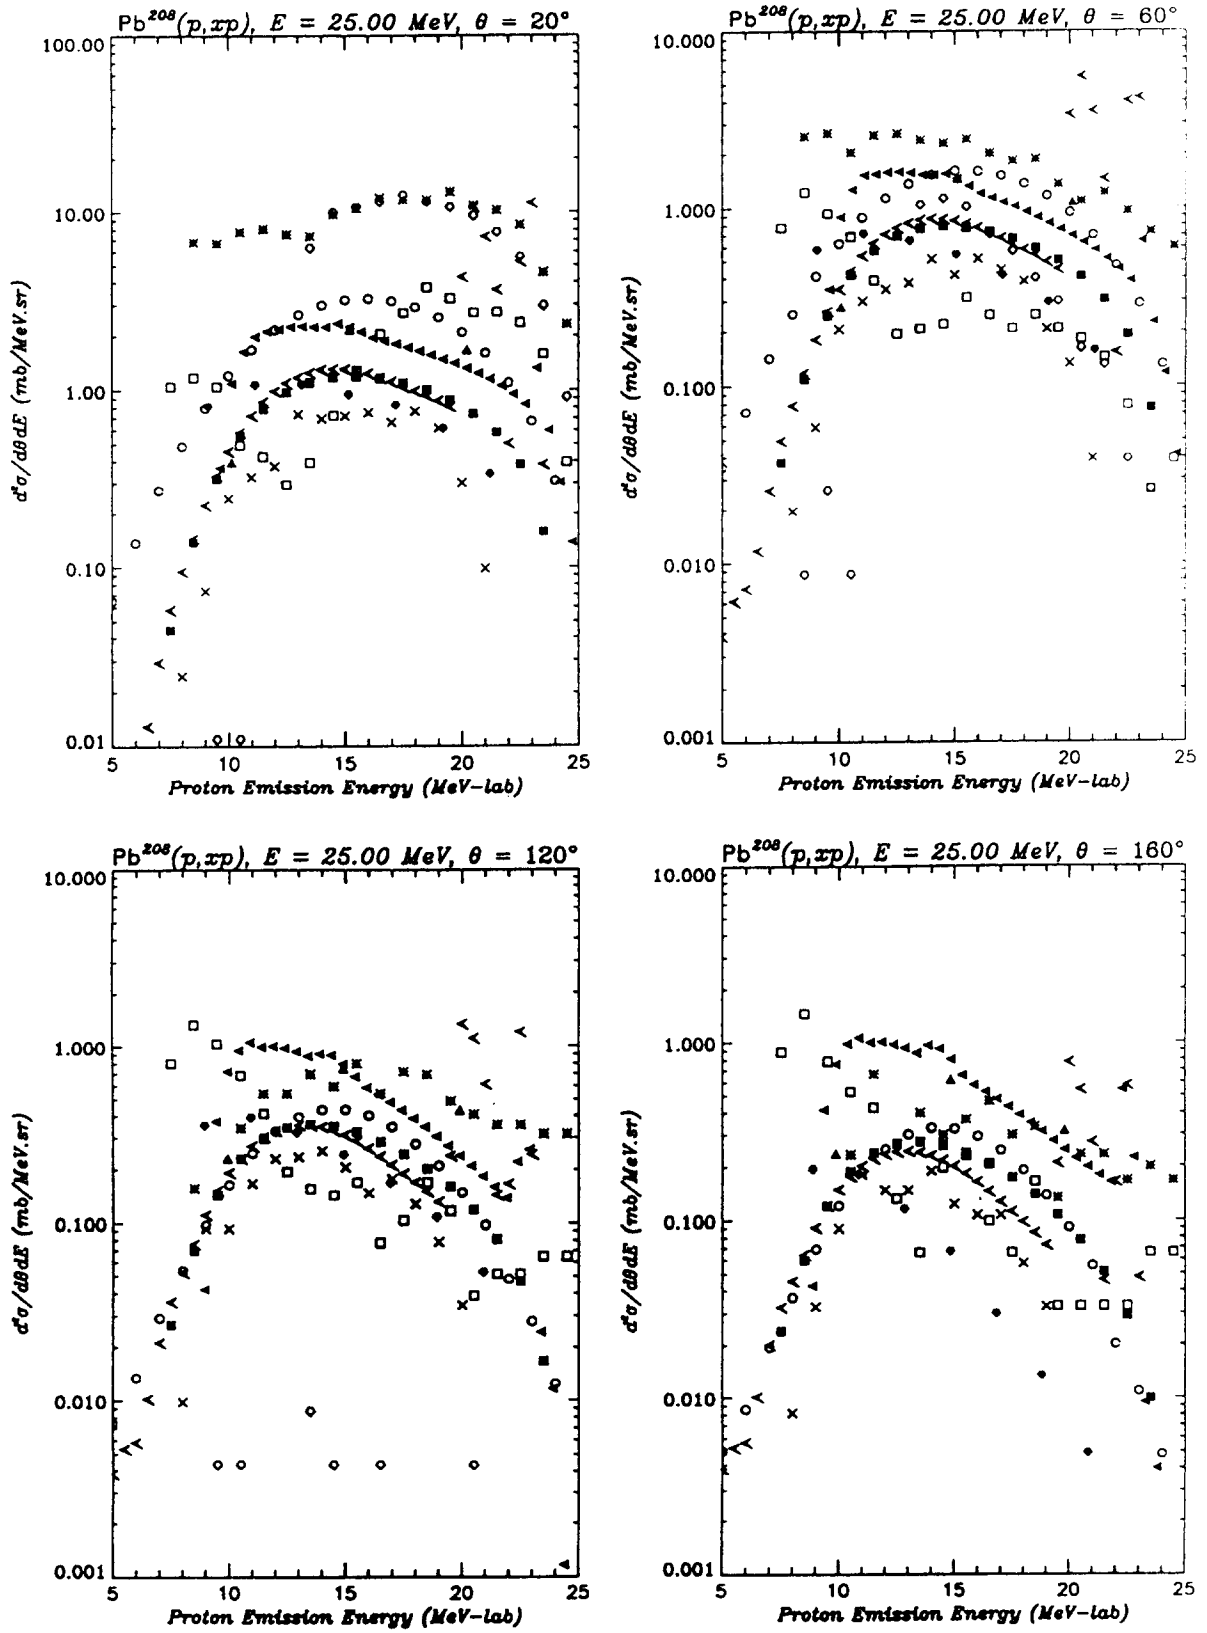 Pb²⁰⁸(p,xp), E = 25.00 MeV, θ = 20°
100.00
10.00
1.00
0.10
0.01
d²σ/dθdE (mb/MeV.sr)
5 10 15 20 25
Proton Emission Energy (MeV-lab)
Pb²⁰⁸(p,xp), E = 25.00 MeV, θ = 60°
10.000
1.000
0.100
0.010
0.001
d²σ/dθdE (mb/MeV.sr)
5 10 15 20 25
Proton Emission Energy (MeV-lab)
Pb²⁰⁸(p,xp), E = 25.00 MeV, θ = 120°
10.000
1.000
0.100
0.010
0.001
d²σ/dθdE (mb/MeV.sr)
5 10 15 20 25
Proton Emission Energy (MeV-lab)
Pb²⁰⁸(p,xp), E = 25.00 MeV, θ = 160°
10.000
1.000
0.100
0.010
0.001
d²σ/dθdE (mb/MeV.sr)
5 10 15 20 25
Proton Emission Energy (MeV-lab)